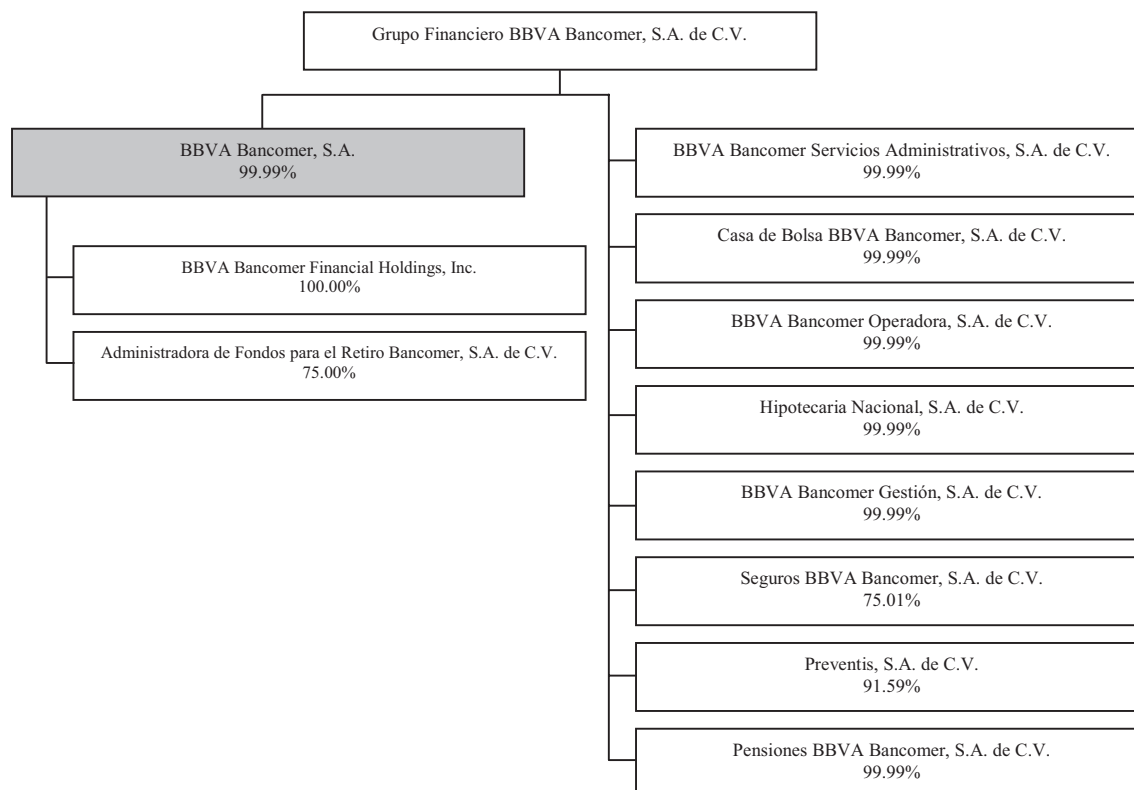 Grupo Financiero BBVA Bancomer, S.A. de C.V.
BBVA Bancomer, S.A.
99.99%
BBVA Bancomer Financial Holdings, Inc.
100.00%
Administradora de Fondos para el Retiro Bancomer, S.A. de C.V.
75.00%
BBVA Bancomer Servicios Administrativos, S.A. de C.V.
99.99%
Casa de Bolsa BBVA Bancomer, S.A. de C.V.
99.99%
BBVA Bancomer Operadora, S.A. de C.V.
99.99%
Hipotecaria Nacional, S.A. de C.V.
99.99%
BBVA Bancomer Gestión, S.A. de C.V.
99.99%
Seguros BBVA Bancomer, S.A. de C.V.
75.01%
Preventis, S.A. de C.V.
91.59%
Pensiones BBVA Bancomer, S.A. de C.V.
99.99%